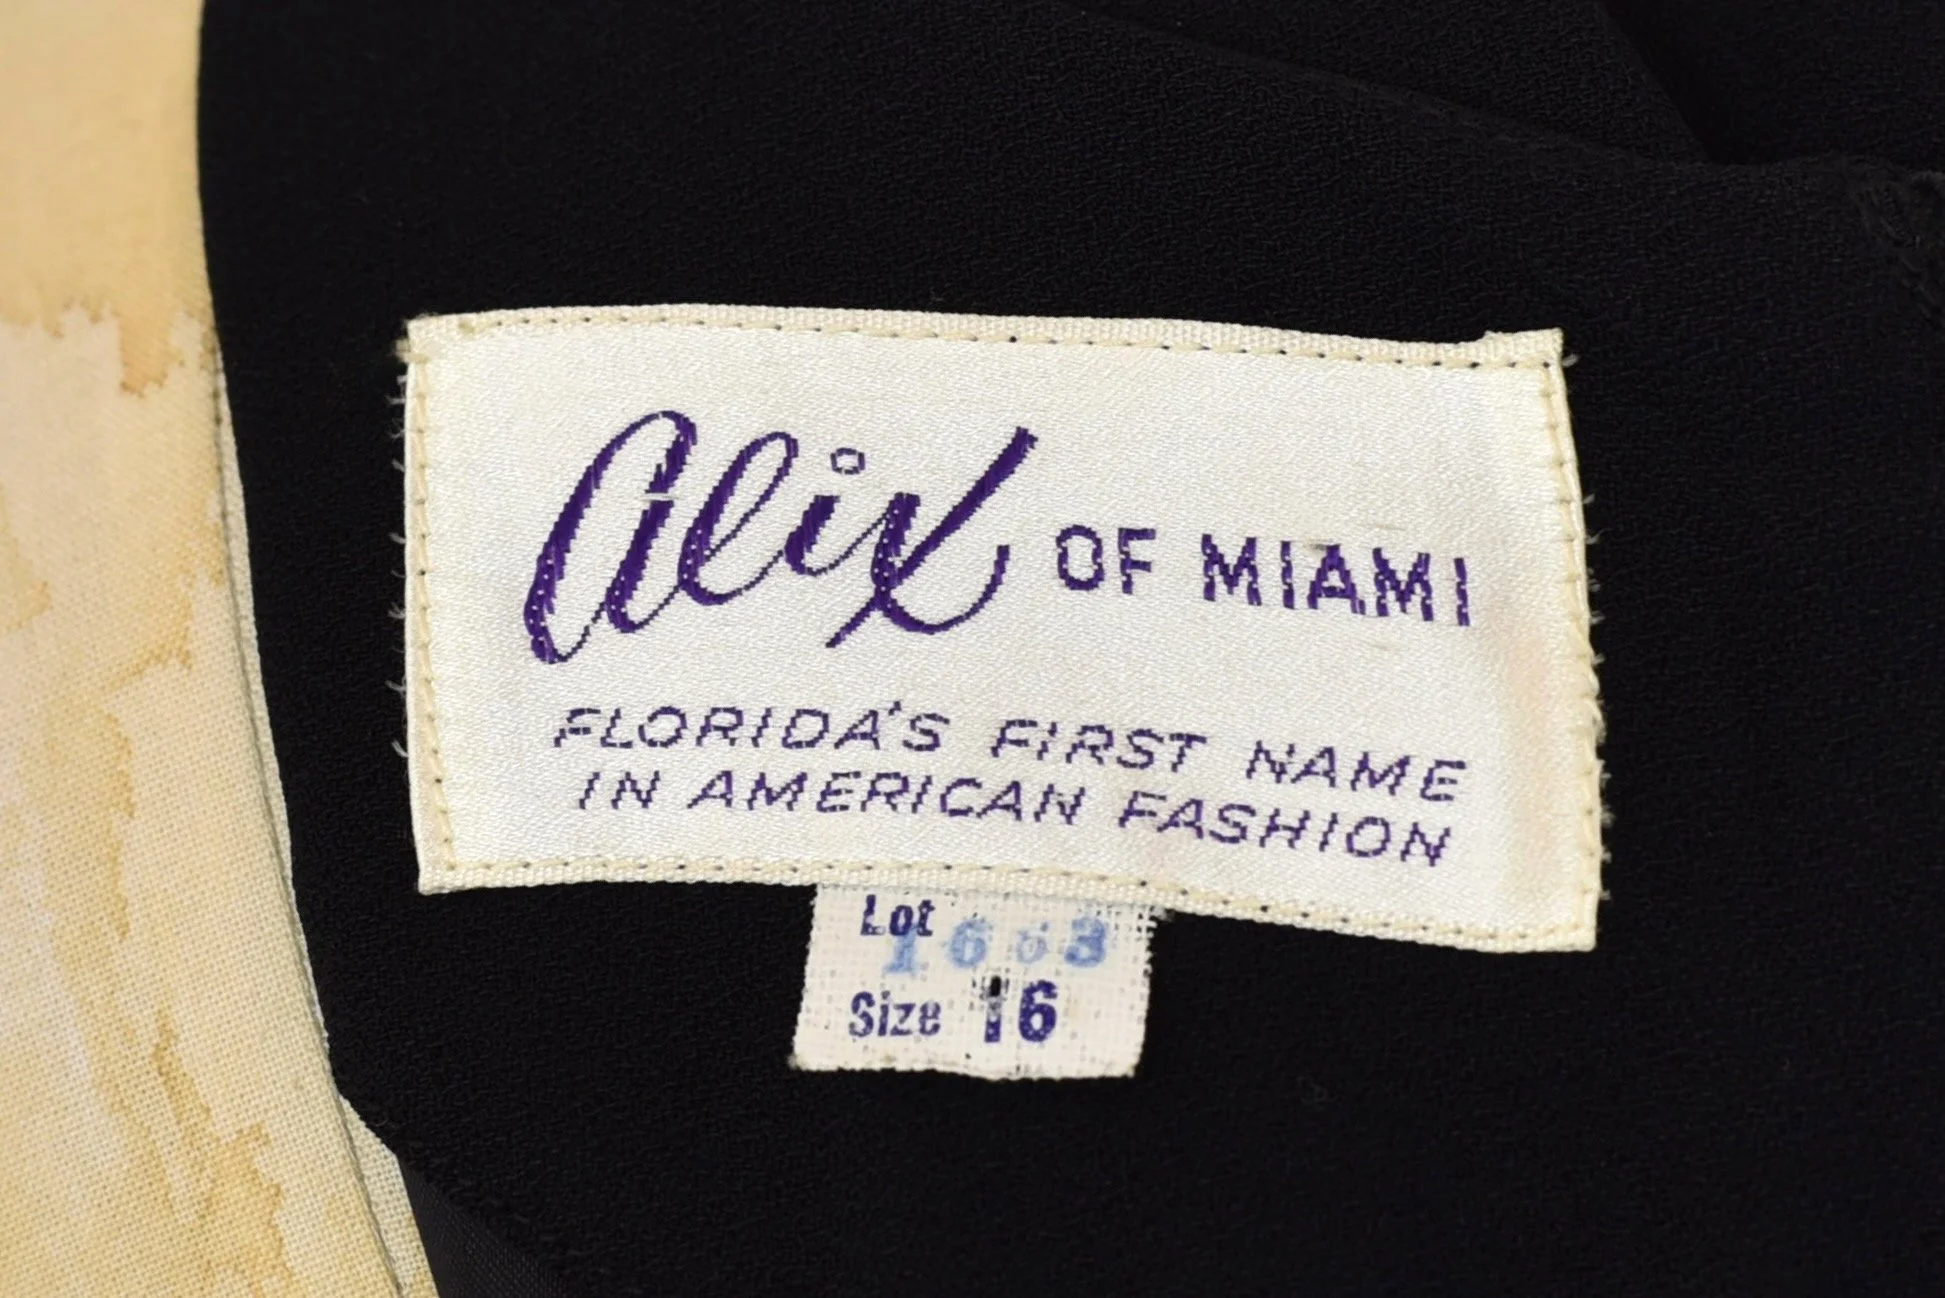 Alix OF MIAMI
FLORIDA'S FIRST NAME
IN AMERICAN FASHION
Lot
Size 16